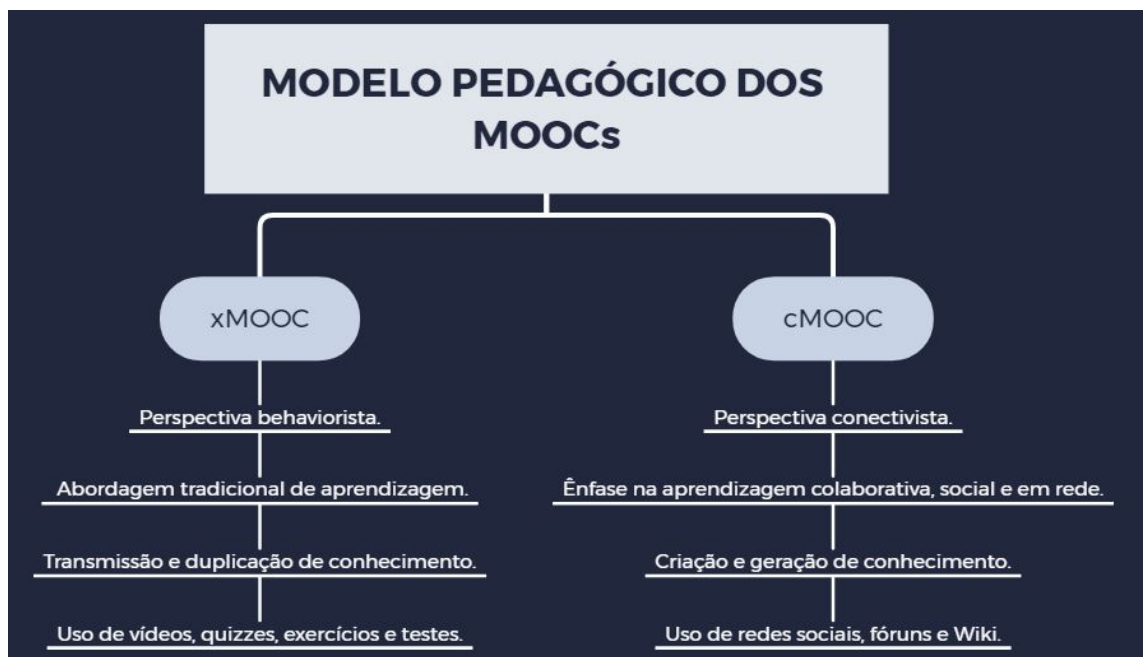 MODELO PEDAGÓGICO DOS
MOOCs
xMOOC
Perspectiva behaviorista.
Abordagem tradicional de aprendizagem.
Transmissão e duplicação de conhecimento.
Uso de vídeos, quizzes, exercícios e testes.
cMOOC
Perspectiva conectivista.
Ênfase na aprendizagem colaborativa, social e em rede.
Criação e geração de conhecimento.
Uso de redes sociais, fóruns e Wiki.